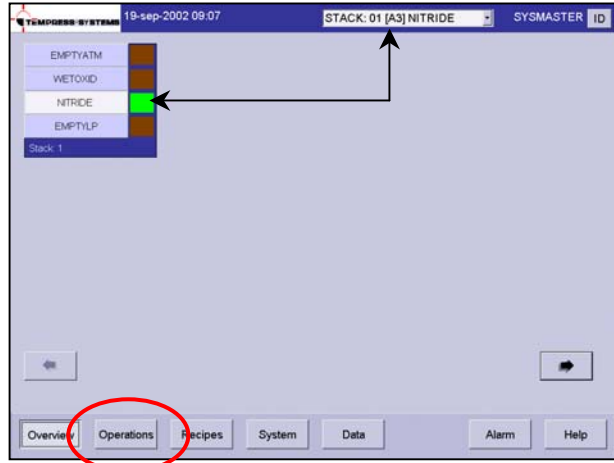 TEMPRESS-SYSTEMS 19-sep-2002 09:07 STACK: 01 [A3] NITRIDE SYSMASTER ID
EMPTYATM
WETOXID
NITRIDE
EMPTYLP
Stack: 1
Overview Operations Recipes System Data Alarm Help